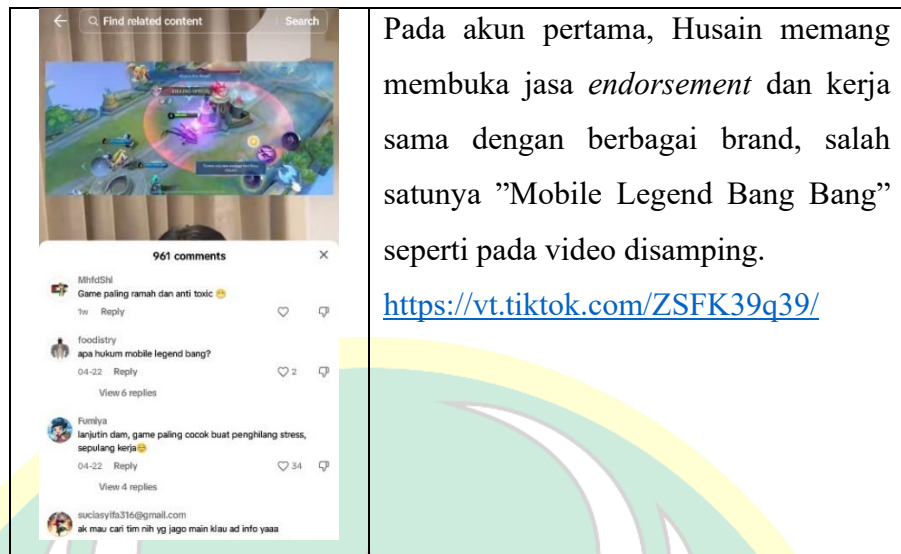 Find related content
Search
961 comments
MhfdShl
Game paling ramah dan anti toxic 😁
1w Reply
foodistry
apa hukum mobile legend bang?
04-22 Reply
2
View 6 replies
Fumiya
lanjutin dam, game paling cocok buat penghilang stress,
sepulang kerja😊
04-22 Reply
34
View 4 replies
suciasyifa316@gmail.com
ak mau cari tim nih yg jago main klau ad info yaaa
Pada akun pertama, Husain memang
membuka jasa endorsement dan kerja
sama dengan berbagai brand, salah
satunya ”Mobile Legend Bang Bang”
seperti pada video disamping.
https://vt.tiktok.com/ZSFK39q39/